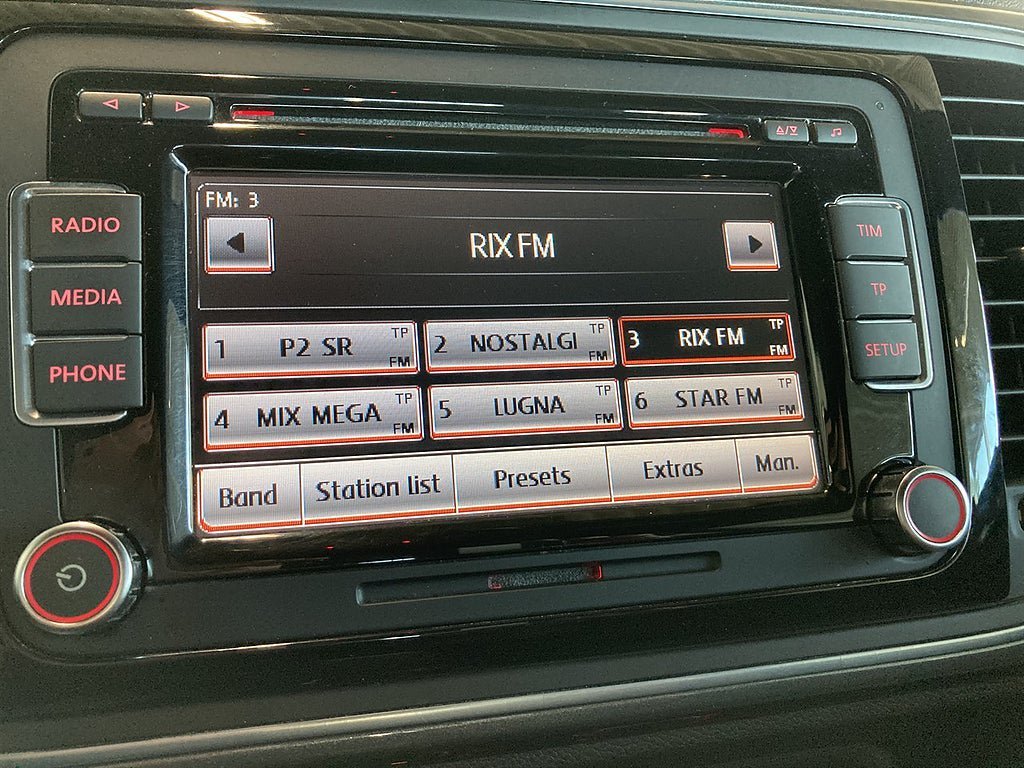 FM: 3
RIX FM
RADIO
MEDIA
PHONE
TIM
TP
SETUP
1 P2 SR TP FM
2 NOSTALGI TP FM
3 RIX FM TP FM
4 MIX MEGA TP FM
5 LUGNA TP FM
6 STAR FM TP FM
Band Station list Presets Extras Man.